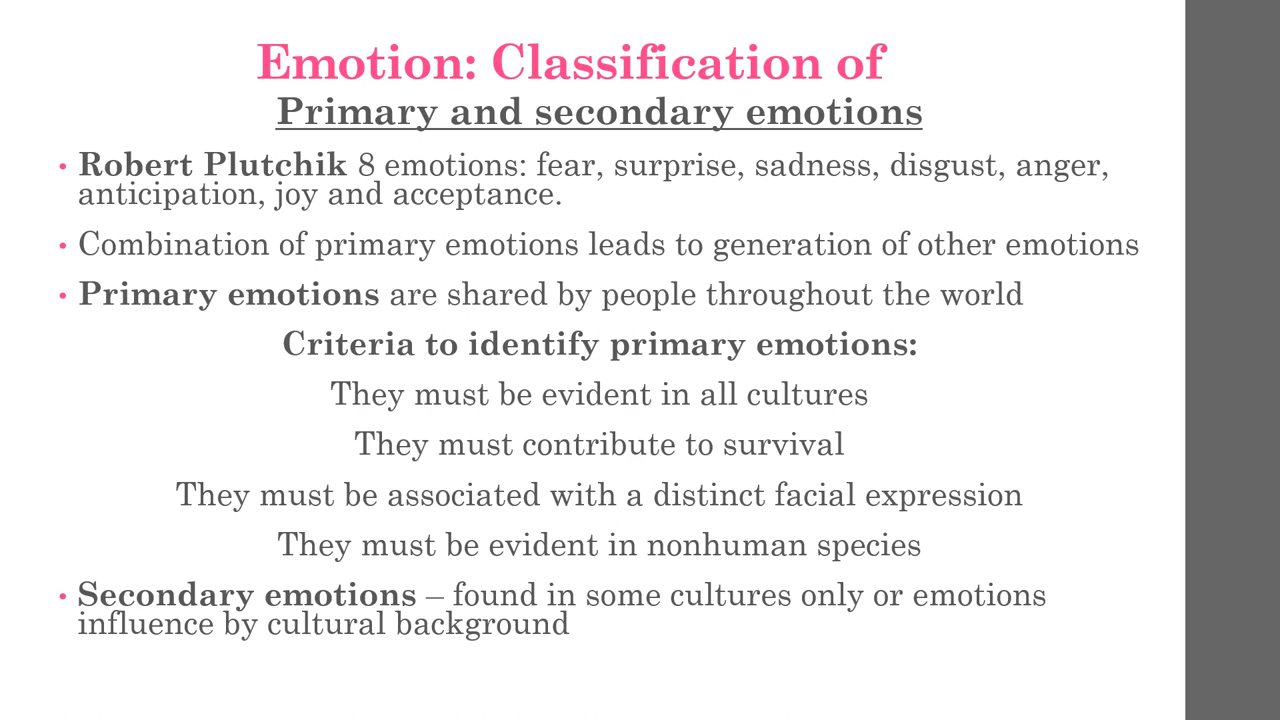 Emotion: Classification of
Primary and secondary emotions
• Robert Plutchik 8 emotions: fear, surprise, sadness, disgust, anger,
anticipation, joy and acceptance.
• Combination of primary emotions leads to generation of other emotions
• Primary emotions are shared by people throughout the world
Criteria to identify primary emotions:
They must be evident in all cultures
They must contribute to survival
They must be associated with a distinct facial expression
They must be evident in nonhuman species
• Secondary emotions – found in some cultures only or emotions
influence by cultural background